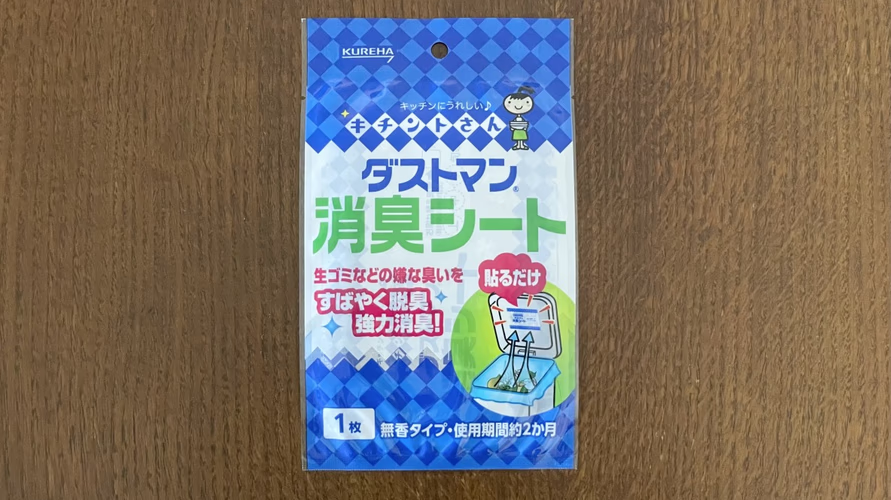 KUREHA
キッチンにうれしい♪
キチントさん
ダストマン®
消臭シート
生ゴミなどの嫌な臭いを
すばやく脱臭
強力消臭!
貼るだけ
1枚
無香タイプ・使用期間約2か月